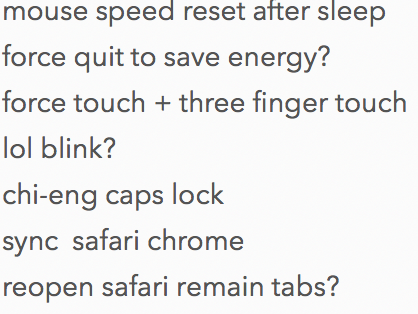 mouse speed reset after sleep
force quit to save energy?
force touch + three finger touch
lol blink?
chi-eng caps lock
sync  safari chrome
reopen safari remain tabs?